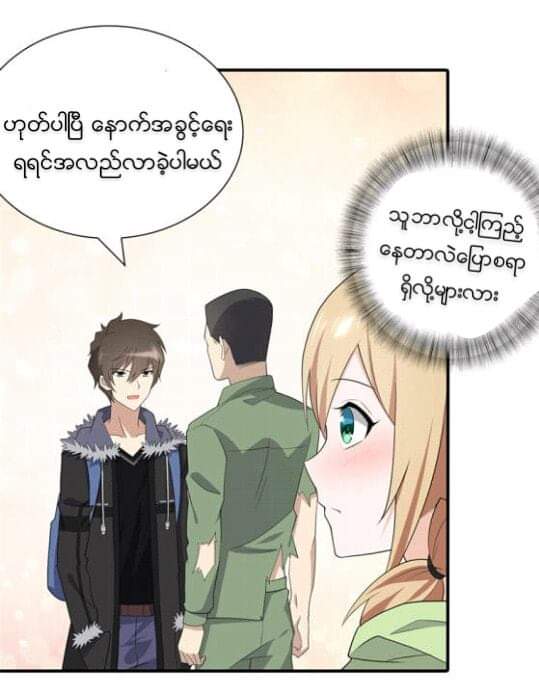 ဟုတ်ပါပြီ နောက်အခွင့်ရေး
ရရင်အလည်လာခဲ့ပါမယ်
သူဘာလို့ငါ့ကြည့်
နေတာလဲပြောစရာ
ရှိလို့များလား